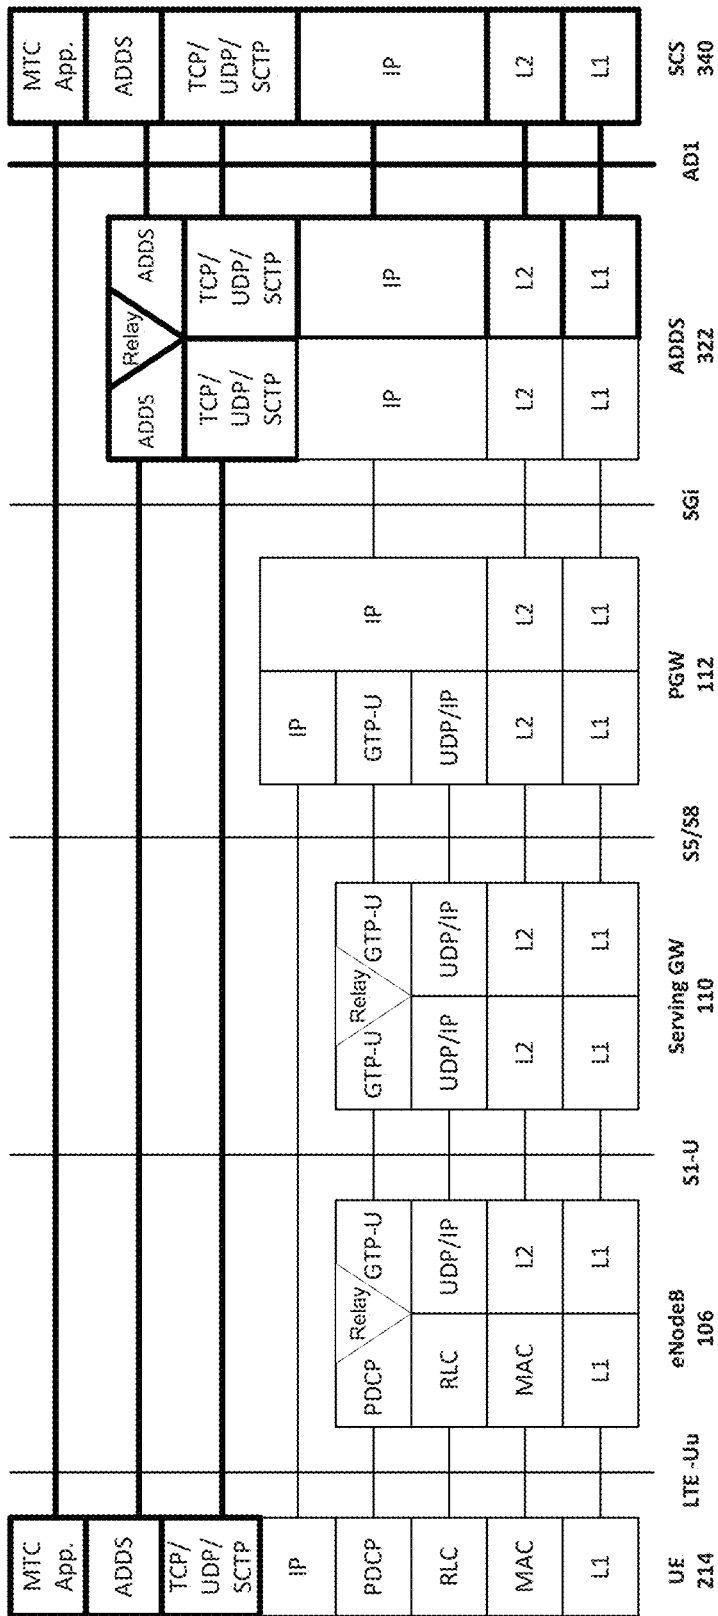 MTC
App.
ADDS
TCP/
UDP/
SCTP
IP
PDCP
RLC
MAC
L1
UE
214
LTE-Uu
PDCP
Relay
GTP-U
RLC
UDP/IP
MAC
L2
L1
L1
eNodeB
106
S1-U
GTP-U
Relay
GTP-U
UDP/IP
UDP/IP
L2
L2
L1
L1
Serving GW
110
S5/S8
IP
IP
GTP-U
UDP/IP
L2
L2
L1
L1
PGW
112
SGi
ADDS
Relay
ADDS
TCP/
UDP/
SCTP
TCP/
UDP/
SCTP
IP
IP
L2
L2
L1
L1
ADDS
322
AD1
MTC
App.
ADDS
TCP/
UDP/
SCTP
IP
L2
L1
SCS
340